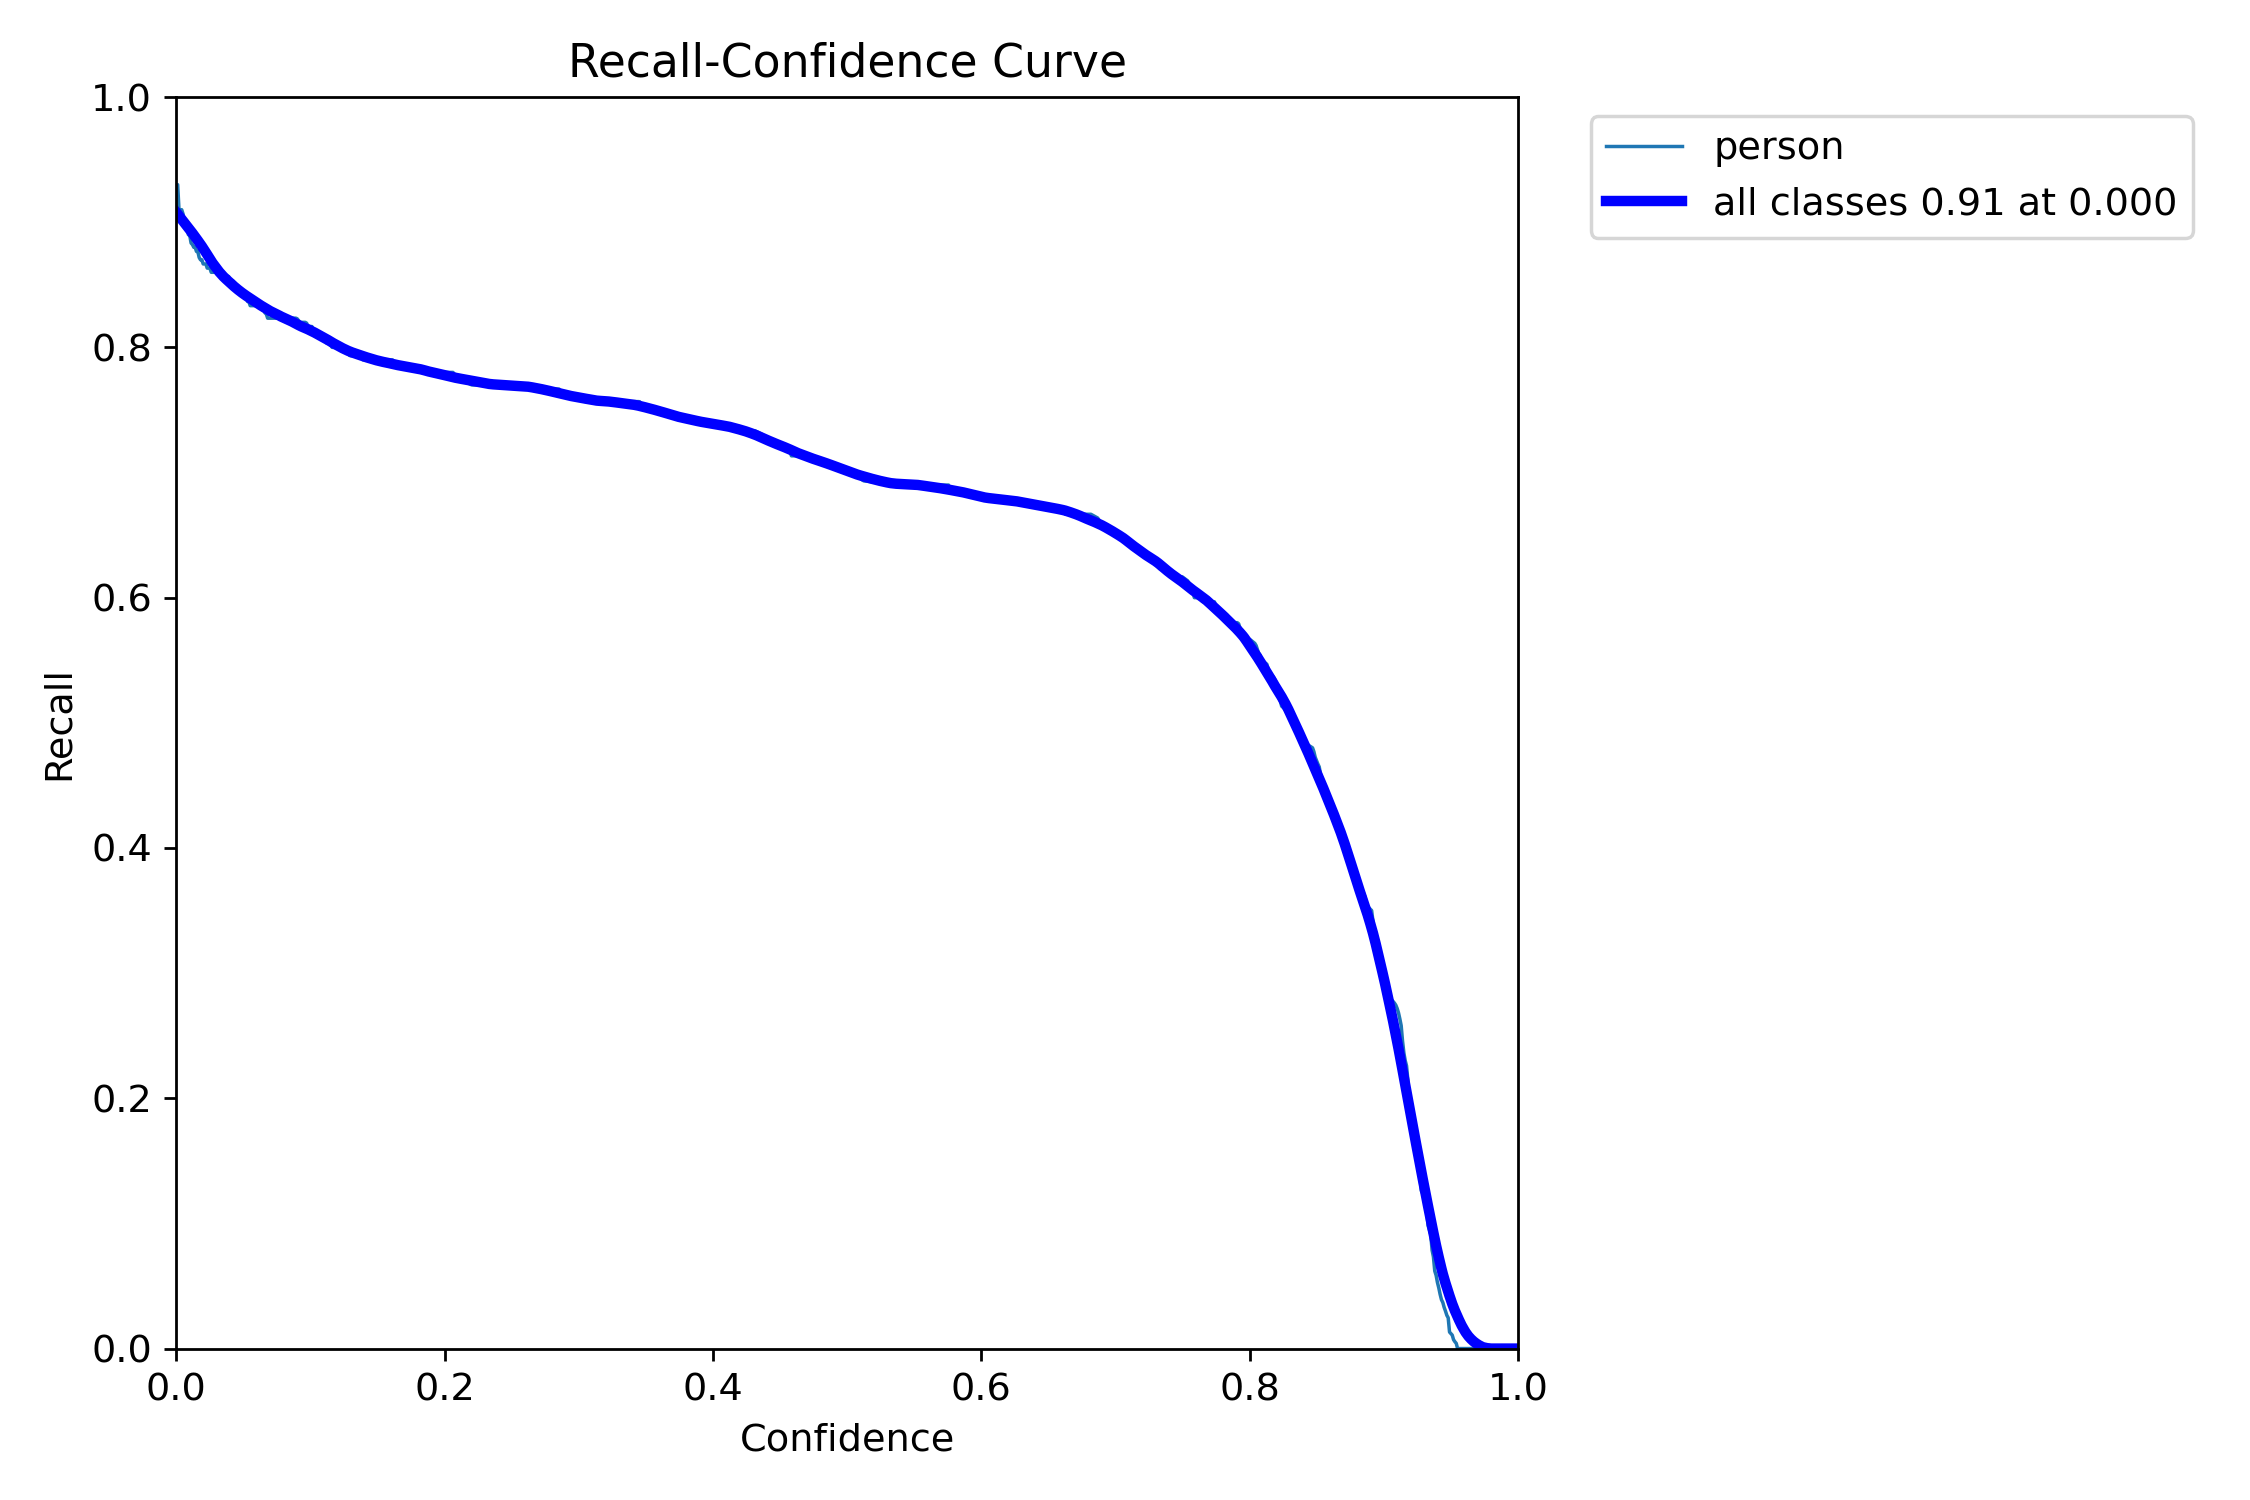 Recall-Confidence Curve
1.0
0.8
0.6
0.4
0.2
0.0
Recall
0.0 0.2 0.4 0.6 0.8 1.0
Confidence
person
all classes 0.91 at 0.000